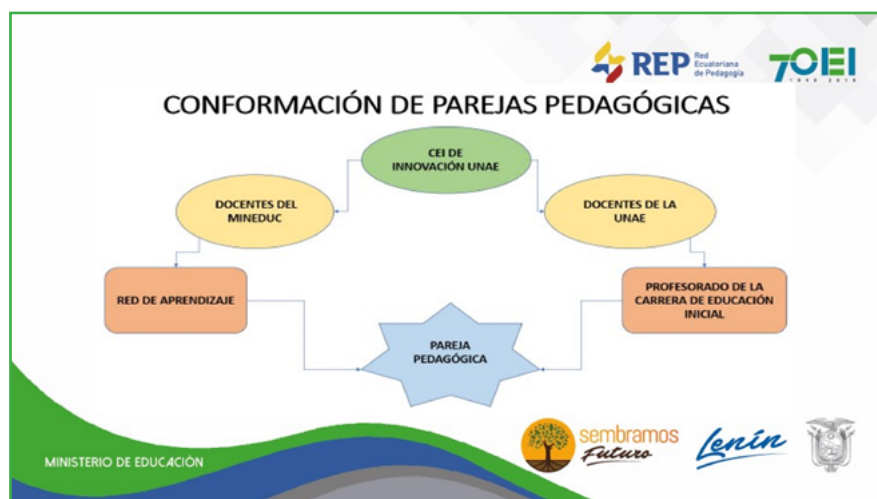 REP
Red
Ecuatoriana
de Pedagogía
7OEI
1949 2019
CONFORMACIÓN DE PAREJAS PEDAGÓGICAS
CEI DE
INNOVACIÓN UNAE
DOCENTES DEL
MINEDUC
DOCENTES DE LA
UNAE
RED DE APRENDIZAJE
PROFESORADO DE LA
CARRERA DE EDUCACIÓN
INICIAL
PAREJA
PEDAGÓGICA
MINISTERIO DE EDUCACIÓN
sembramos
Futuro
Lenín